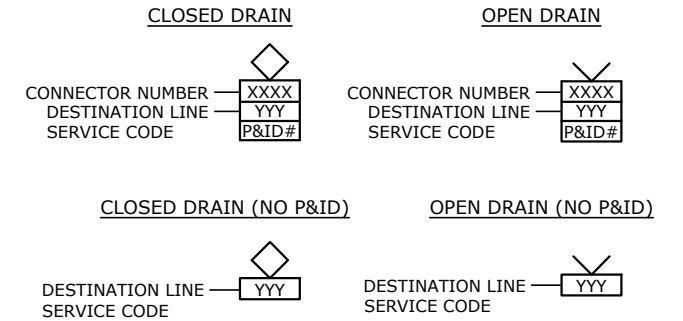 CLOSED DRAIN
CONNECTOR NUMBER
DESTINATION LINE
SERVICE CODE
XXXX
YYY
P&ID#
OPEN DRAIN
CONNECTOR NUMBER
DESTINATION LINE
SERVICE CODE
XXXX
YYY
P&ID#
CLOSED DRAIN (NO P&ID)
DESTINATION LINE
SERVICE CODE
YYY
OPEN DRAIN (NO P&ID)
DESTINATION LINE
SERVICE CODE
YYY